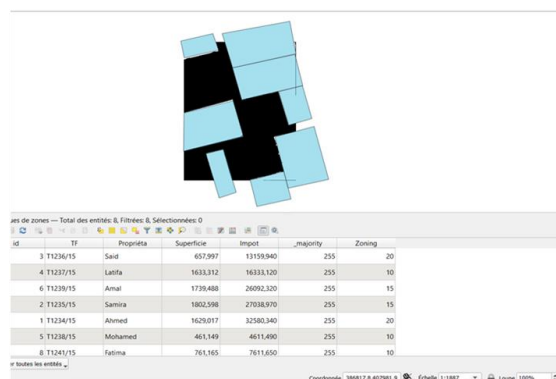 ues de zones — Total des entités: 8, Filtrées: 8, Sélectionnées: 0
id TF Propriéta Superficie Impot _majority Zoning
3 T1236/15 Said 657,997 13159,940 255 20
4 T1237/15 Latifa 1633,312 16333,120 255 10
6 T1239/15 Amal 1739,488 26092,320 255 15
2 T1235/15 Samira 1802,598 27038,970 255 15
1 T1234/15 Ahmed 1629,017 32580,340 255 20
5 T1238/15 Mohamed 461,149 4611,490 255 10
8 T1241/15 Fatima 761,165 7611,650 255 10
r toutes les entités
Coordonnée 386817.8,407981.9 Échelle 1:1887 Loupe 100%